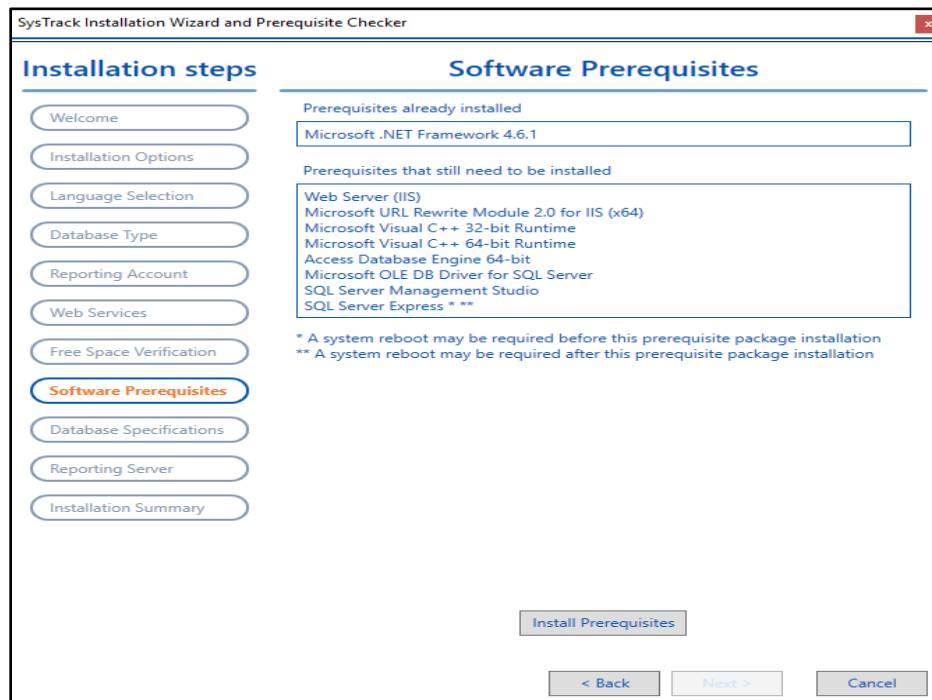 SysTrack Installation Wizard and Prerequisite Checker
x
Installation steps
Welcome
Installation Options
Language Selection
Database Type
Reporting Account
Web Services
Free Space Verification
Software Prerequisites
Database Specifications
Reporting Server
Installation Summary
Software Prerequisites
Prerequisites already installed
Microsoft .NET Framework 4.6.1
Prerequisites that still need to be installed
Web Server (IIS)
Microsoft URL Rewrite Module 2.0 for IIS (x64)
Microsoft Visual C++ 32-bit Runtime
Microsoft Visual C++ 64-bit Runtime
Access Database Engine 64-bit
Microsoft OLE DB Driver for SQL Server
SQL Server Management Studio
SQL Server Express * **
* A system reboot may be required before this prerequisite package installation
** A system reboot may be required after this prerequisite package installation
Install Prerequisites
< Back
Next >
Cancel